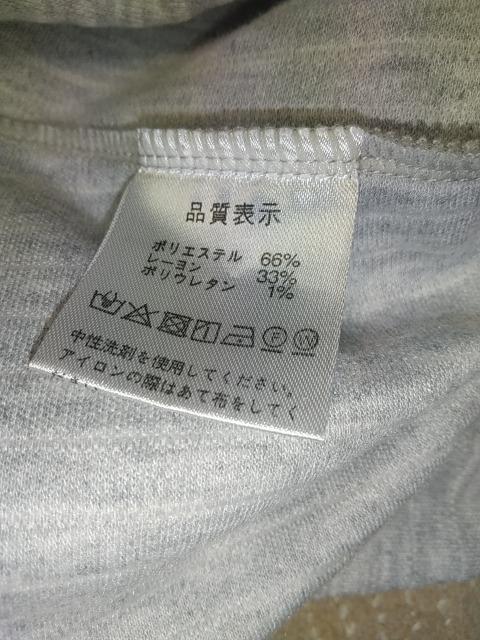 品質表示
ポリエステル 66%
レーヨン 33%
ポリウレタン 1%
中性洗剤を使用してください。
アイロンの際はあて布をしてく